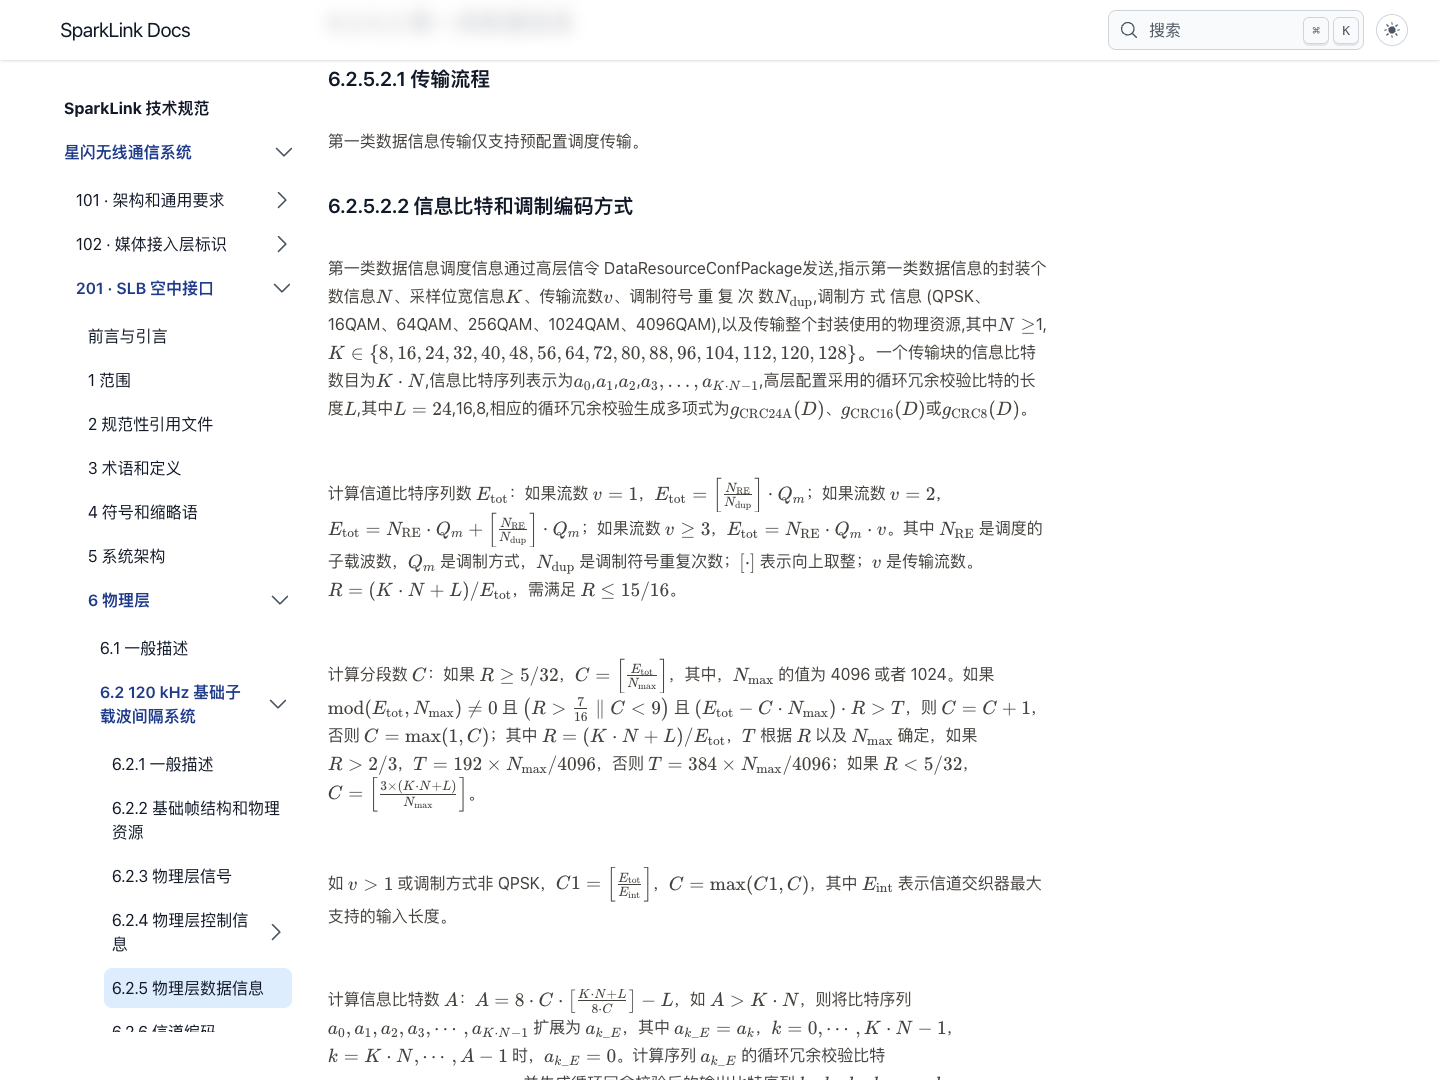 SparkLink Docs
搜索
⌘ K
SparkLink 技术规范
星闪无线通信系统
101 · 架构和通用要求
102 · 媒体接入层标识
201 · SLB 空中接口
前言与引言
1 范围
2 规范性引用文件
3 术语和定义
4 符号和缩略语
5 系统架构
6 物理层
6.1 一般描述
6.2 120 kHz 基础子
载波间隔系统
6.2.1 一般描述
6.2.2 基础帧结构和物理
资源
6.2.3 物理层信号
6.2.4 物理层控制信
息
6.2.5 物理层数据信息
6.2.6 信道编码
6.2.5.2.1 传输流程
第一类数据信息传输仅支持预配置调度传输。
6.2.5.2.2 信息比特和调制编码方式
第一类数据信息调度信息通过高层信令 DataResourceConfPackage发送,指示第一类数据信息的封装个
数信息N、采样位宽信息K、传输流数v、调制符号 重 复 次 数N_dup,调制方 式 信息 (QPSK、
16QAM、64QAM、256QAM、1024QAM、4096QAM),以及传输整个封装使用的物理资源,其中N ≥1,
K ∈ {8, 16, 24, 32, 40, 48, 56, 64, 72, 80, 88, 96, 104, 112, 120, 128}。一个传输块的信息比特
数目为K · N,信息比特序列表示为a_0,a_1,a_2,a_3, . . . , a_{K·N−1},高层配置采用的循环冗余校验比特的长
度L,其中L = 24,16,8,相应的循环冗余校验生成多项式为g_CRC24A(D)、g_CRC16(D)或g_CRC8(D)。
计算信道比特序列数 E_tot：如果流数 v = 1，E_tot = [N_RE/N_dup] · Q_m；如果流数 v = 2，
E_tot = N_RE · Q_m + [N_RE/N_dup] · Q_m；如果流数 v ≥ 3，E_tot = N_RE · Q_m · v。其中 N_RE 是调度的
子载波数，Q_m 是调制方式，N_dup 是调制符号重复次数；[·] 表示向上取整；v 是传输流数。
R = (K · N + L)/E_tot，需满足 R ≤ 15/16。
计算分段数 C：如果 R ≥ 5/32，C = [E_tot/N_max]，其中，N_max 的值为 4096 或者 1024。如果
mod(E_tot, N_max) ≠ 0 且 (R > 7/16 ∥ C < 9) 且 (E_tot − C · N_max) · R > T，则 C = C + 1，
否则 C = max(1, C)；其中 R = (K · N + L)/E_tot，T 根据 R 以及 N_max 确定，如果
R > 2/3，T = 192 × N_max/4096，否则 T = 384 × N_max/4096；如果 R < 5/32，
C = [3×(K·N+L)/N_max]。
如 v > 1 或调制方式非 QPSK，C1 = [E_tot/E_int]，C = max(C1, C)，其中 E_int 表示信道交织器最大
支持的输入长度。
计算信息比特数 A：A = 8 · C · [K·N+L/8·C] − L，如 A > K · N，则将比特序列
a_0, a_1, a_2, a_3, · · · , a_{K·N−1} 扩展为 a_{k_E}，其中 a_{k_E} = a_k，k = 0, · · · , K · N − 1，
k = K · N, · · · , A − 1 时，a_{k_E} = 0。计算序列 a_{k_E} 的循环冗余校验比特